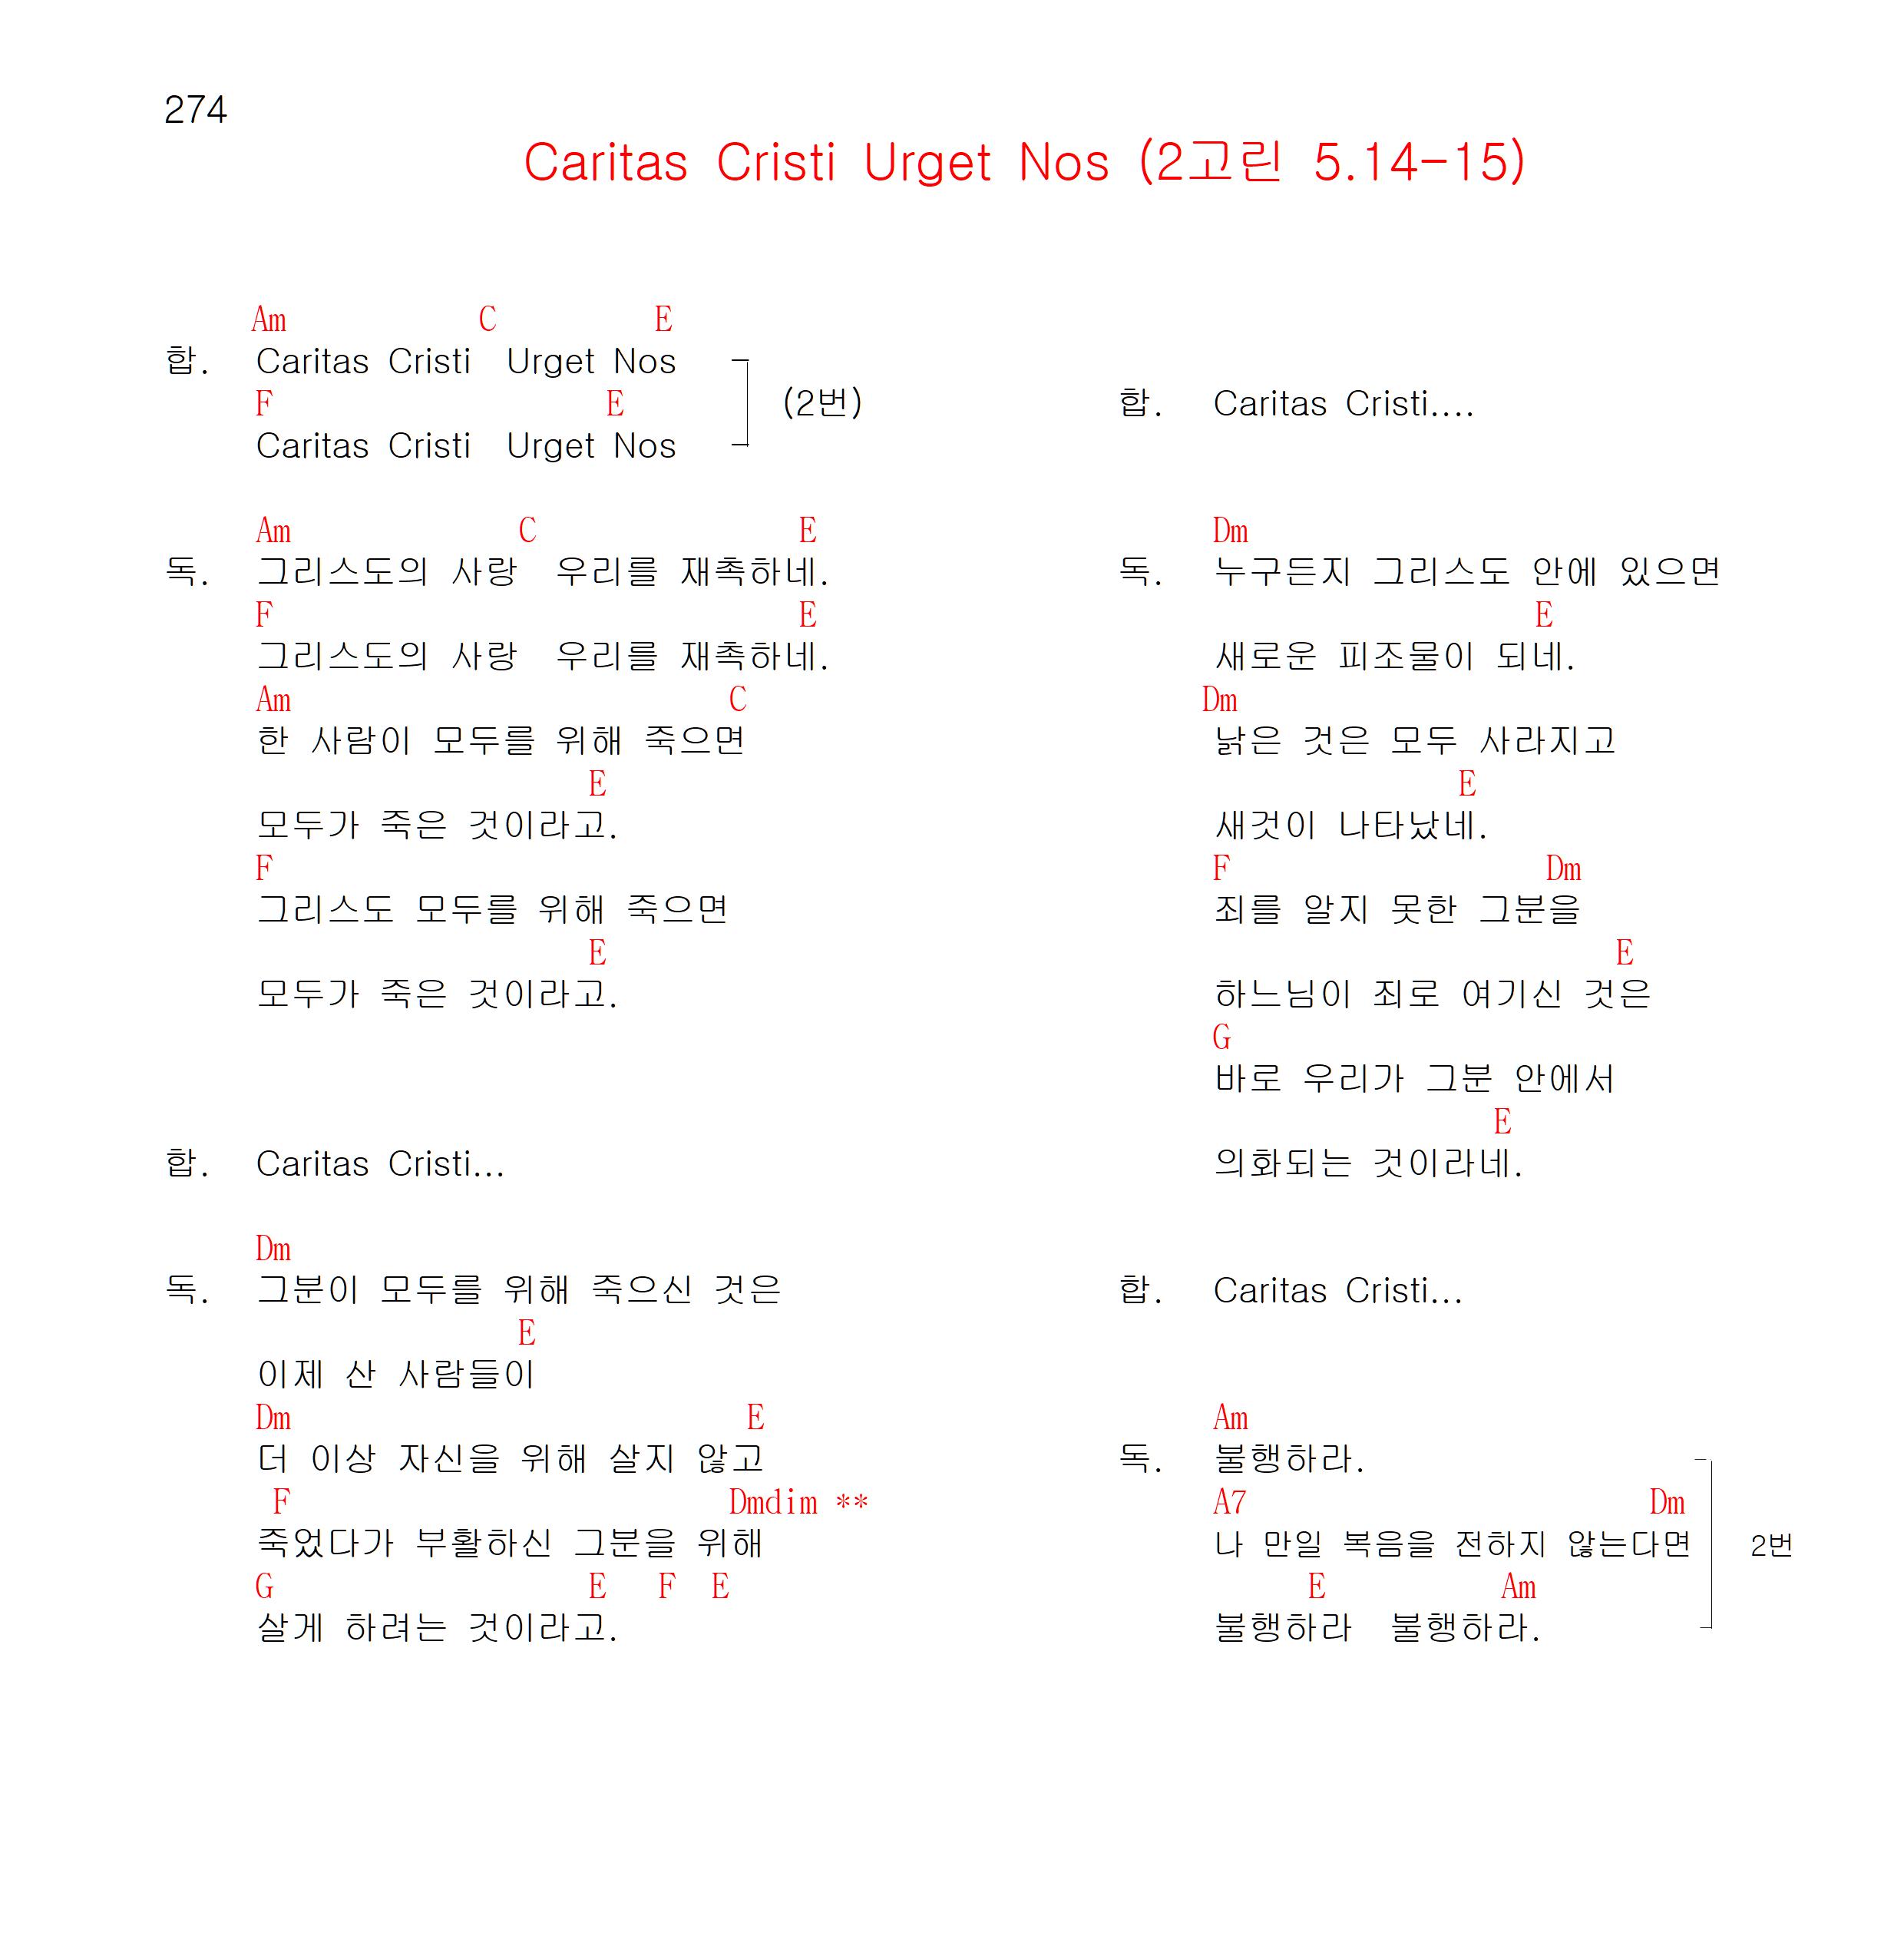 274
Caritas Cristi Urget Nos (2고린 5.14-15)
Am C E
합. Caritas Cristi Urget Nos
F E (2번)
Caritas Cristi Urget Nos
Am C E
독. 그리스도의 사랑 우리를 재촉하네.
F E
그리스도의 사랑 우리를 재촉하네.
Am C
한 사람이 모두를 위해 죽으면
E
모두가 죽은 것이라고.
F
그리스도 모두를 위해 죽으면
E
모두가 죽은 것이라고.
합. Caritas Cristi...
Dm
독. 그분이 모두를 위해 죽으신 것은
E
이제 산 사람들이
Dm E
더 이상 자신을 위해 살지 않고
F Dmdim **
죽었다가 부활하신 그분을 위해
G E F E
살게 하려는 것이라고.
합. Caritas Cristi....
Dm
독. 누구든지 그리스도 안에 있으면
E
새로운 피조물이 되네.
Dm
낡은 것은 모두 사라지고
E
새것이 나타났네.
F Dm
죄를 알지 못한 그분을
E
하느님이 죄로 여기신 것은
G
바로 우리가 그분 안에서
E
의화되는 것이라네.
합. Caritas Cristi...
Am
독. 불행하라.
A7 Dm
나 만일 복음을 전하지 않는다면 2번
E Am
불행하라 불행하라.